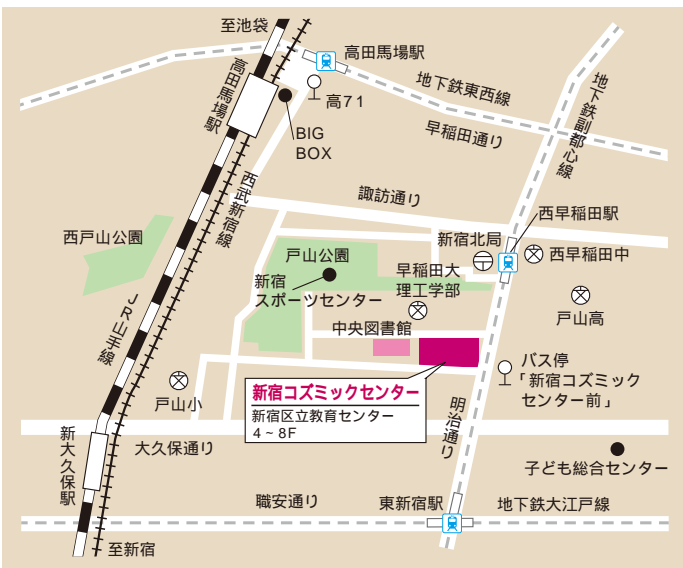 至池袋
高田馬場駅
高田馬場駅
地下鉄東西線
地下鉄副都心線
高71
BIG
BOX
早稲田通り
西武新宿線
諏訪通り
西早稲田駅
西戸山公園
新宿北局
西早稲田中
戸山公園
新宿
スポーツセンター
早稲田大
理工学部
戸山高
JR山手線
中央図書館
バス停
「新宿コズミック
センター前」
戸山小
新宿コズミックセンター
新宿区立教育センター
4~8F
明治通り
新大久保駅
大久保通り
子ども総合センター
職安通り
東新宿駅
地下鉄大江戸線
至新宿